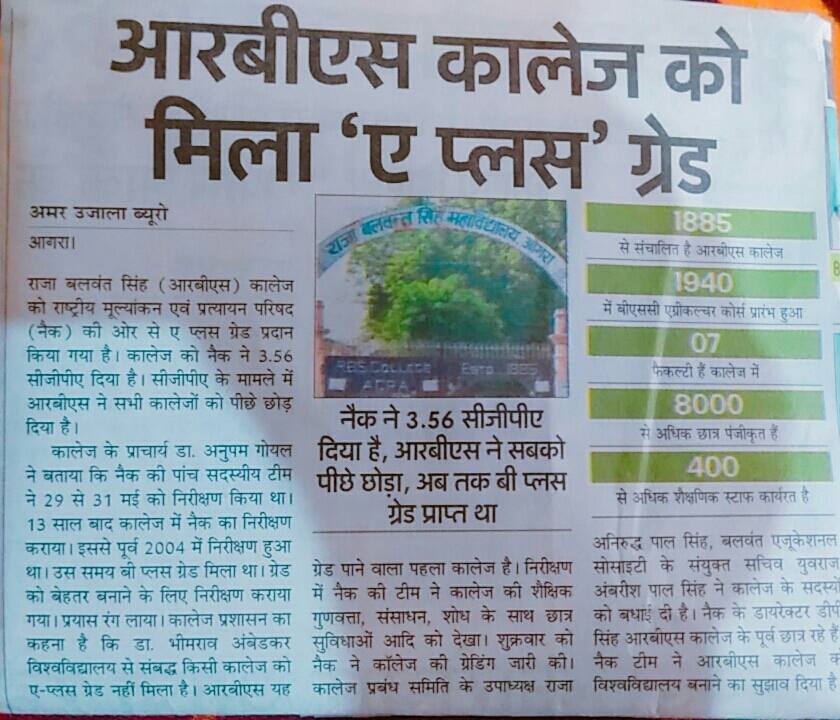 आरबीएस कालेज को
मिला ‘ए प्लस’ ग्रेड
अमर उजाला ब्यूरो
आगरा।
राजा बलवंत सिंह (आरबीएस) कालेज
को राष्ट्रीय मूल्यांकन एवं प्रत्यायन परिषद
(नैक) की ओर से ए प्लस ग्रेड प्रदान
किया गया है। कालेज को नैक ने 3.56
सीजीपीए दिया है। सीजीपीए के मामले में
आरबीएस ने सभी कालेजों को पीछे छोड़
दिया है।
कालेज के प्राचार्य डा. अनुपम गोयल
ने बताया कि नैक की पांच सदस्यीय टीम
ने 29 से 31 मई को निरीक्षण किया था।
13 साल बाद कालेज में नैक का निरीक्षण
कराया। इससे पूर्व 2004 में निरीक्षण हुआ
था। उस समय बी प्लस ग्रेड मिला था। ग्रेड
को बेहतर बनाने के लिए निरीक्षण कराया
गया। प्रयास रंग लाया। कालेज प्रशासन का
कहना है कि डा. भीमराव अंबेडकर
विश्वविद्यालय से संबद्ध किसी कालेज को
ए-प्लस ग्रेड नहीं मिला है। आरबीएस यह
राजा बलवन्त सिंह महाविद्यालय आगरा
R.B.S. College Estd. 1885
AGRA
नैक ने 3.56 सीजीपीए
दिया है, आरबीएस ने सबको
पीछे छोड़ा, अब तक बी प्लस
ग्रेड प्राप्त था
ग्रेड पाने वाला पहला कालेज है। निरीक्षण
में नैक की टीम ने कालेज की शैक्षिक
गुणवत्ता, संसाधन, शोध के साथ छात्र
सुविधाओं आदि को देखा। शुक्रवार को
नैक ने कॉलेज की ग्रेडिंग जारी की।
कालेज प्रबंध समिति के उपाध्यक्ष राजा
1885
से संचालित है आरबीएस कालेज
1940
में बीएससी एग्रीकल्चर कोर्स प्रारंभ हुआ
07
फैकल्टी हैं कालेज में
8000
से अधिक छात्र पंजीकृत हैं
400
से अधिक शैक्षणिक स्टाफ कार्यरत है
अनिरुद्ध पाल सिंह, बलवंत एजूकेशनल
सोसाइटी के संयुक्त सचिव युवराज
अंबरीश पाल सिंह ने कालेज के सदस्य
को बधाई दी है। नैक के डायरेक्टर डीपी
सिंह आरबीएस कालेज के पूर्व छात्र रहे हैं
नैक टीम ने आरबीएस कालेज को
विश्वविद्यालय बनाने का सुझाव दिया है